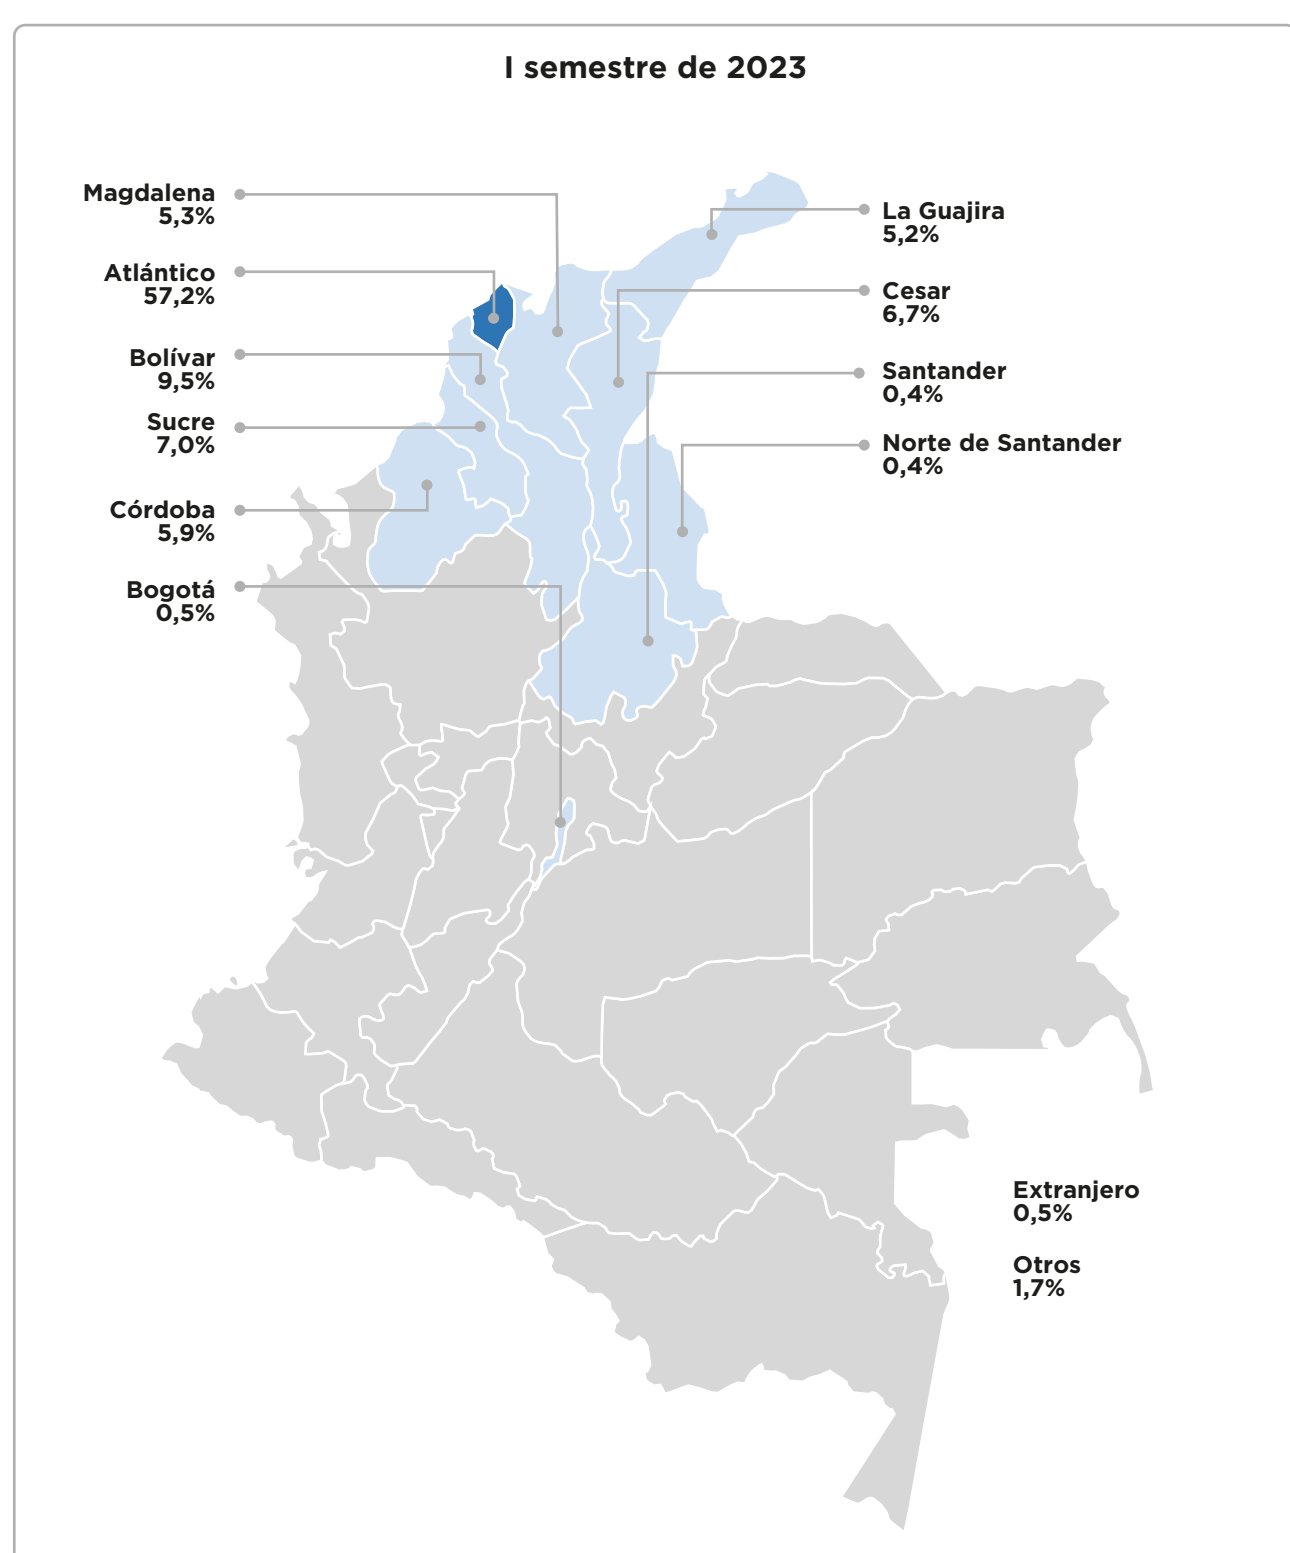 I semestre de 2023
Magdalena
5,3%
Atlántico
57,2%
Bolívar
9,5%
Sucre
7,0%
Córdoba
5,9%
Bogotá
0,5%
La Guajira
5,2%
Cesar
6,7%
Santander
0,4%
Norte de Santander
0,4%
Extranjero
0,5%
Otros
1,7%